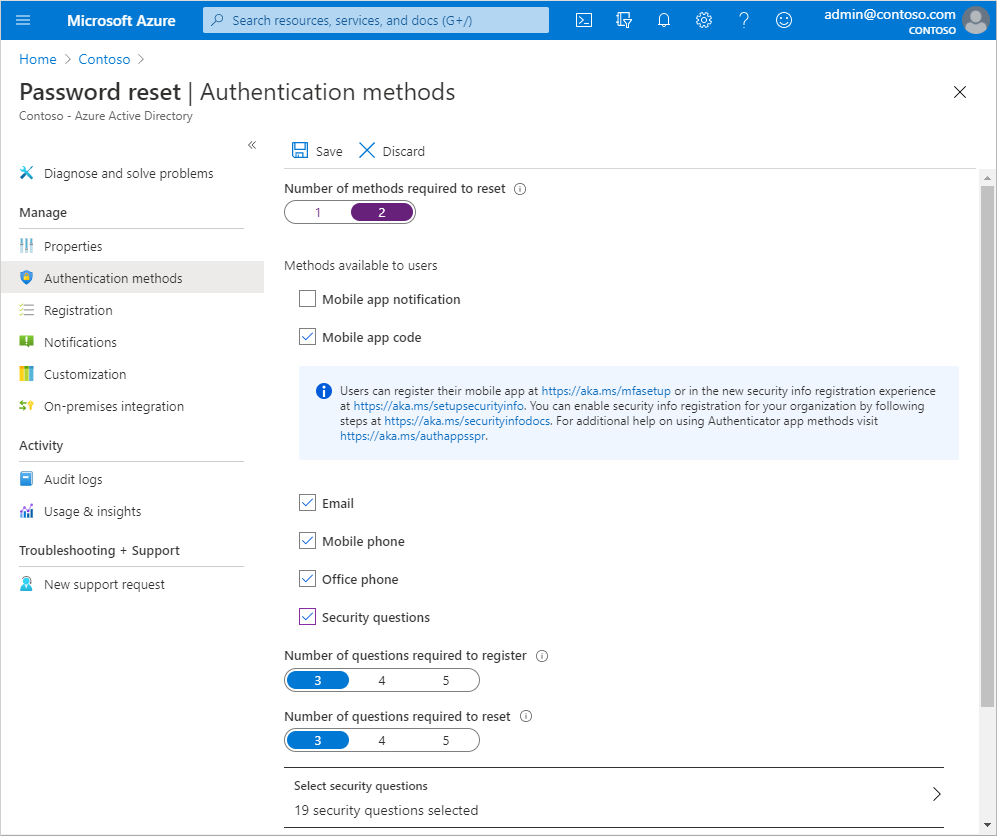 Microsoft Azure
Search resources, services, and docs (G+/)
admin@contoso.com
CONTOSO
Home > Contoso >
Password reset | Authentication methods
Contoso - Azure Active Directory
«
Diagnose and solve problems
Manage
Properties
Authentication methods
Registration
Notifications
Customization
On-premises integration
Activity
Audit logs
Usage & insights
Troubleshooting + Support
New support request
Save Discard
Number of methods required to reset
1 2
Methods available to users
Mobile app notification
Mobile app code
Users can register their mobile app at https://aka.ms/mfasetup or in the new security info registration experience
at https://aka.ms/setupsecurityinfo. You can enable security info registration for your organization by following
steps at https://aka.ms/securityinfodocs. For additional help on using Authenticator app methods visit
https://aka.ms/authappsspr.
Email
Mobile phone
Office phone
Security questions
Number of questions required to register
3 4 5
Number of questions required to reset
3 4 5
Select security questions
19 security questions selected